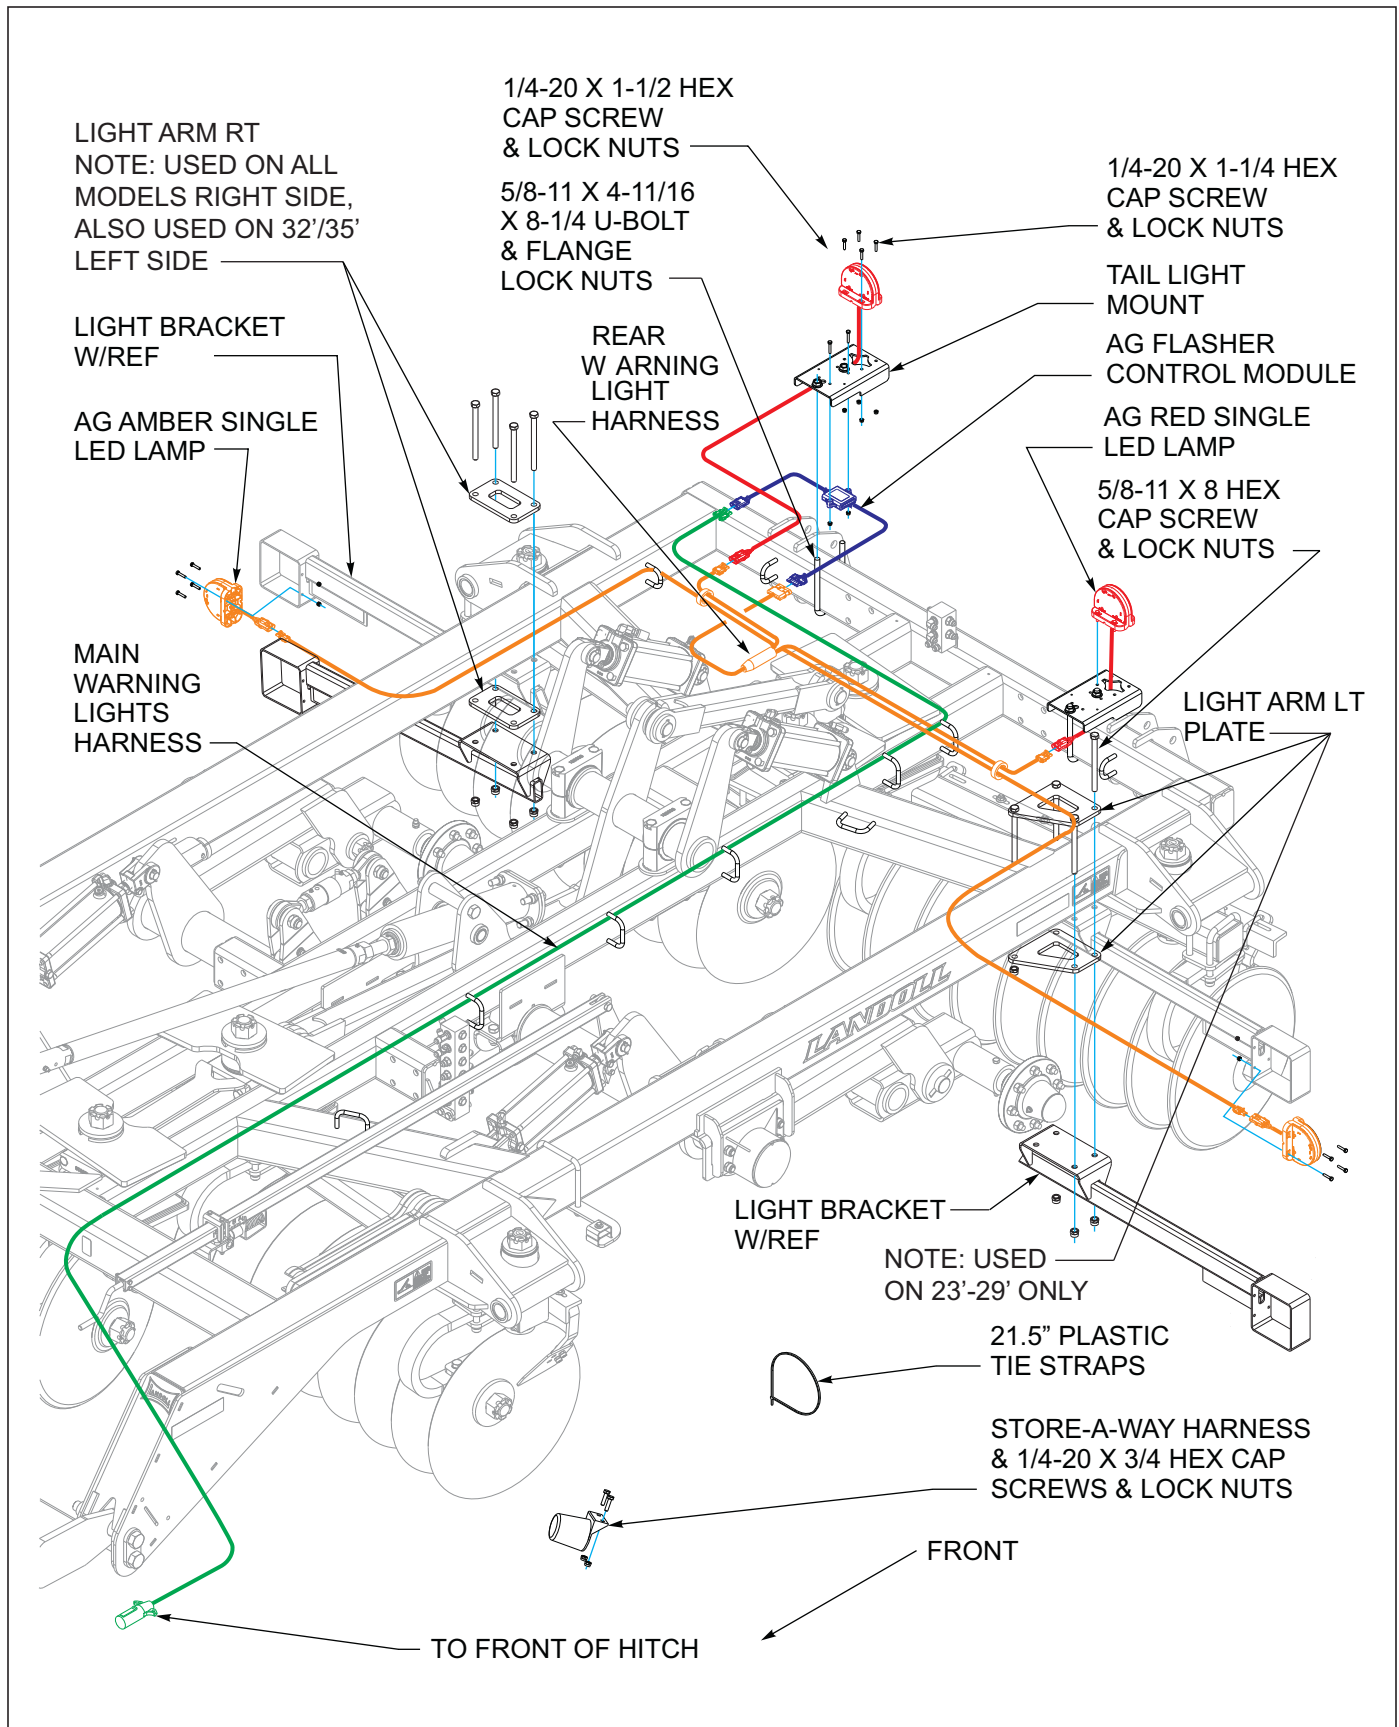 1/4-20 X 1-1/2 HEX
CAP SCREW
& LOCK NUTS
LIGHT ARM RT
NOTE: USED ON ALL
MODELS RIGHT SIDE,
ALSO USED ON 32’/35’
LEFT SIDE
5/8-11 X 4-11/16
X 8-1/4 U-BOLT
& FLANGE
LOCK NUTS
1/4-20 X 1-1/4 HEX
CAP SCREW
& LOCK NUTS
TAIL LIGHT
MOUNT
LIGHT BRACKET
W/REF
REAR
W ARNING
LIGHT
HARNESS
AG FLASHER
CONTROL MODULE
AG AMBER SINGLE
LED LAMP
AG RED SINGLE
LED LAMP
5/8-11 X 8 HEX
CAP SCREW
& LOCK NUTS
MAIN
WARNING
LIGHTS
HARNESS
LIGHT ARM LT
PLATE
LANDOLL
LIGHT BRACKET
W/REF
NOTE: USED
ON 23’-29’ ONLY
21.5” PLASTIC
TIE STRAPS
LANDOLL
STORE-A-WAY HARNESS
& 1/4-20 X 3/4 HEX CAP
SCREWS & LOCK NUTS
FRONT
TO FRONT OF HITCH